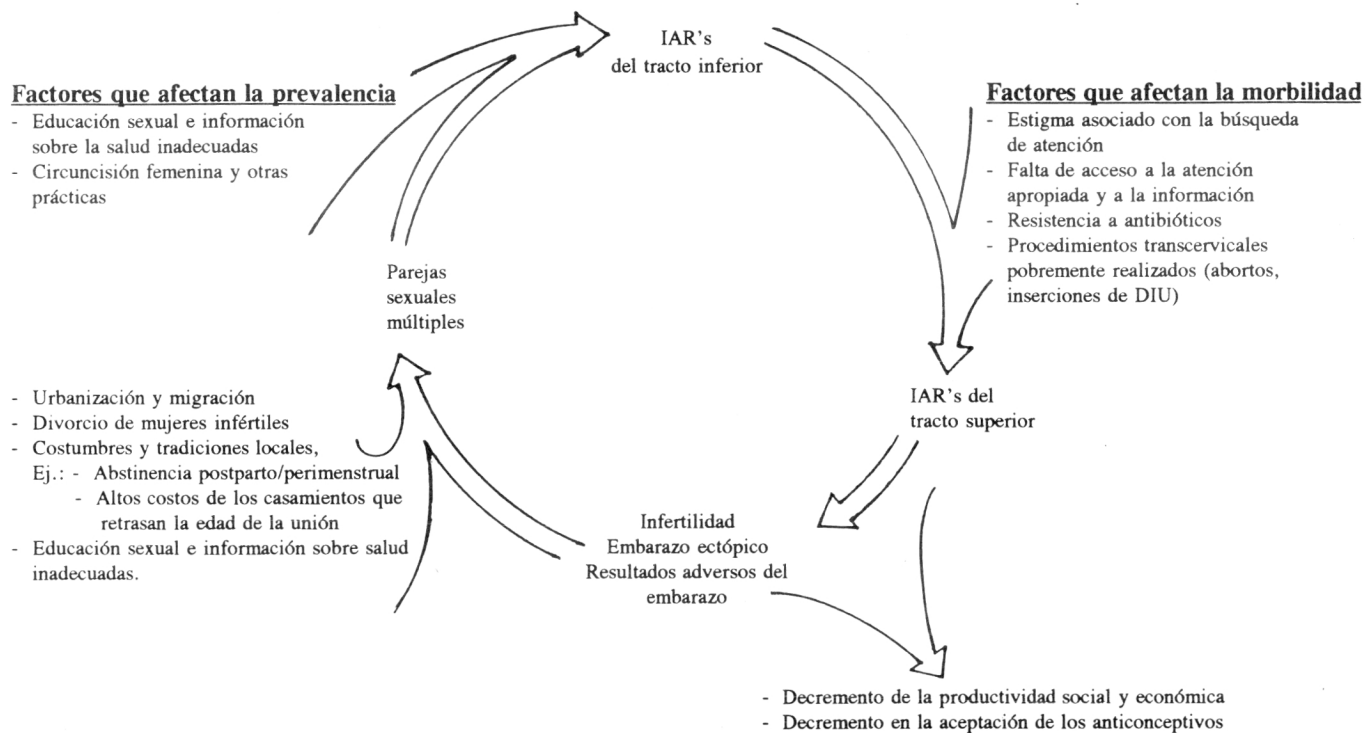 IAR's
del tracto inferior
Factores que afectan la prevalencia
- Educación sexual e información
sobre la salud inadecuadas
- Circuncisión femenina y otras
prácticas
Factores que afectan la morbilidad
- Estigma asociado con la búsqueda
de atención
- Falta de acceso a la atención
apropiada y a la información
- Resistencia a antibióticos
- Procedimientos transcervicales
pobremente realizados (abortos,
inserciones de DIU)
Parejas
sexuales
múltiples
- Urbanización y migración
- Divorcio de mujeres infértiles
- Costumbres y tradiciones locales,
Ej.: - Abstinencia postparto/perimenstrual
- Altos costos de los casamientos que
retrasan la edad de la unión
- Educación sexual e información sobre salud
inadecuadas.
IAR's del
tracto superior
Infertilidad
Embarazo ectópico
Resultados adversos del
embarazo
- Decremento de la productividad social y económica
- Decremento en la aceptación de los anticonceptivos